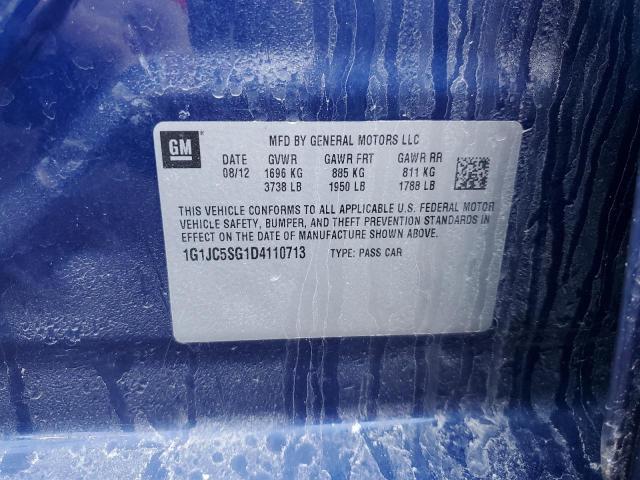 GM
MFD BY GENERAL MOTORS LLC
DATE GVWR GAWR FRT GAWR RR
08/12 1696 KG 885 KG 811 KG
3738 LB 1950 LB 1788 LB
THIS VEHICLE CONFORMS TO ALL APPLICABLE U.S. FEDERAL MOTOR
VEHICLE SAFETY, BUMPER, AND THEFT PREVENTION STANDARDS IN
EFFECT ON THE DATE OF MANUFACTURE SHOWN ABOVE.
1G1JC5SG1D4110713 TYPE: PASS CAR